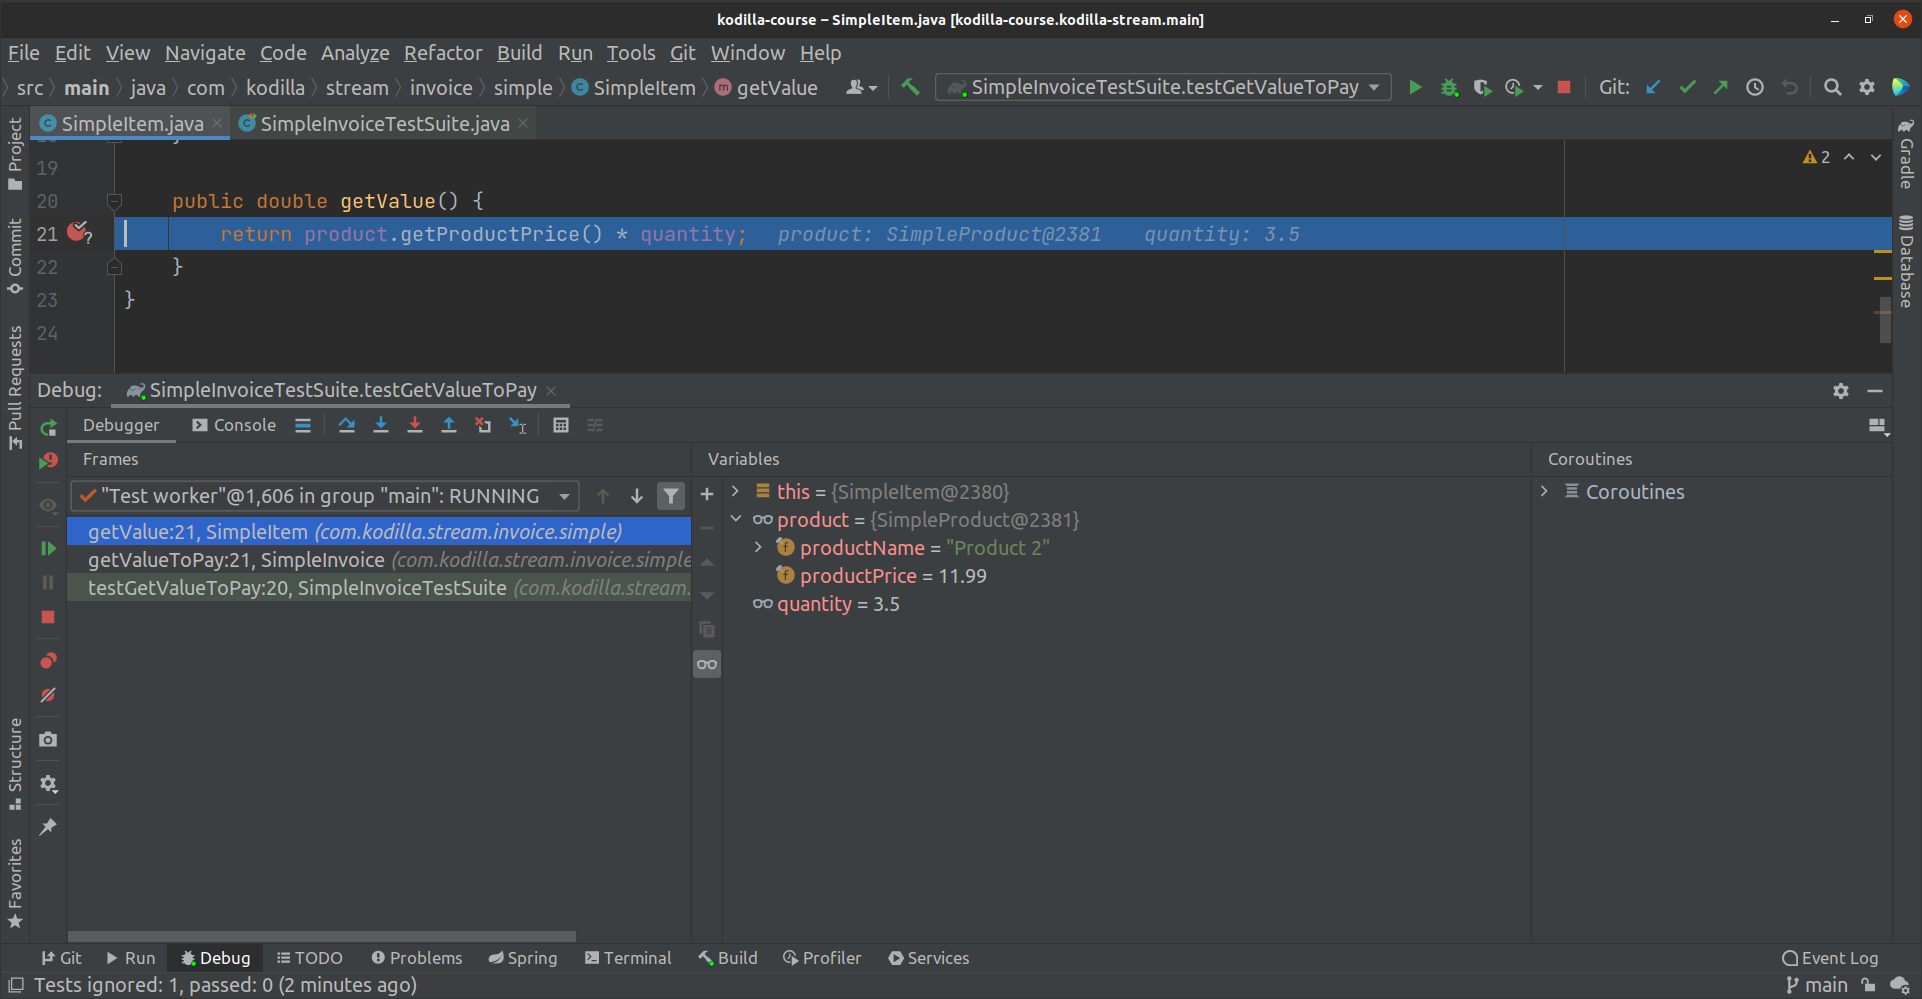 kodilla-course – SimpleItem.java [kodilla-course.kodilla-stream.main]
File Edit View Navigate Code Analyze Refactor Build Run Tools Git Window Help
src main java com kodilla stream invoice simple SimpleItem getValue SimpleInvoiceTestSuite.testGetValueToPay Git:
SimpleItem.java SimpleInvoiceTestSuite.java
19
20 public double getValue() {
21 return product.getProductPrice() * quantity; product: SimpleProduct@2381 quantity: 3.5
22 }
23 }
24
2
Project
Commit
Pull Requests
Structure
Favorites
Gradle
Database
Debug: SimpleInvoiceTestSuite.testGetValueToPay
Debugger Console
Frames
"Test worker"@1,606 in group "main": RUNNING
getValue:21, SimpleItem (com.kodilla.stream.invoice.simple)
getValueToPay:21, SimpleInvoice (com.kodilla.stream.invoice.simple
testGetValueToPay:20, SimpleInvoiceTestSuite (com.kodilla.stream.
Variables
this = {SimpleItem@2380}
product = {SimpleProduct@2381}
productName = "Product 2"
productPrice = 11.99
quantity = 3.5
Coroutines
Coroutines
Git Run Debug TODO Problems Spring Terminal Build Profiler Services Event Log
Tests ignored: 1, passed: 0 (2 minutes ago) main